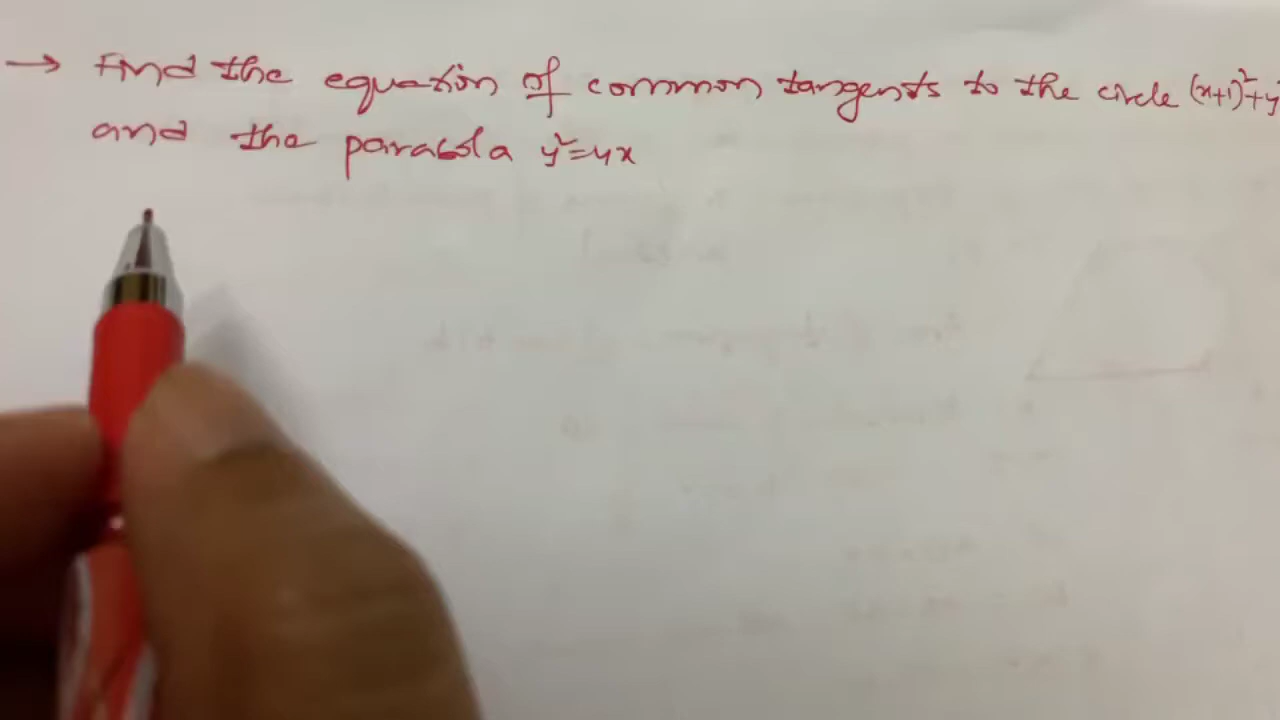 → Find the equation of common tangents to the circle (x+1)²+y
and the parabola y²=4x